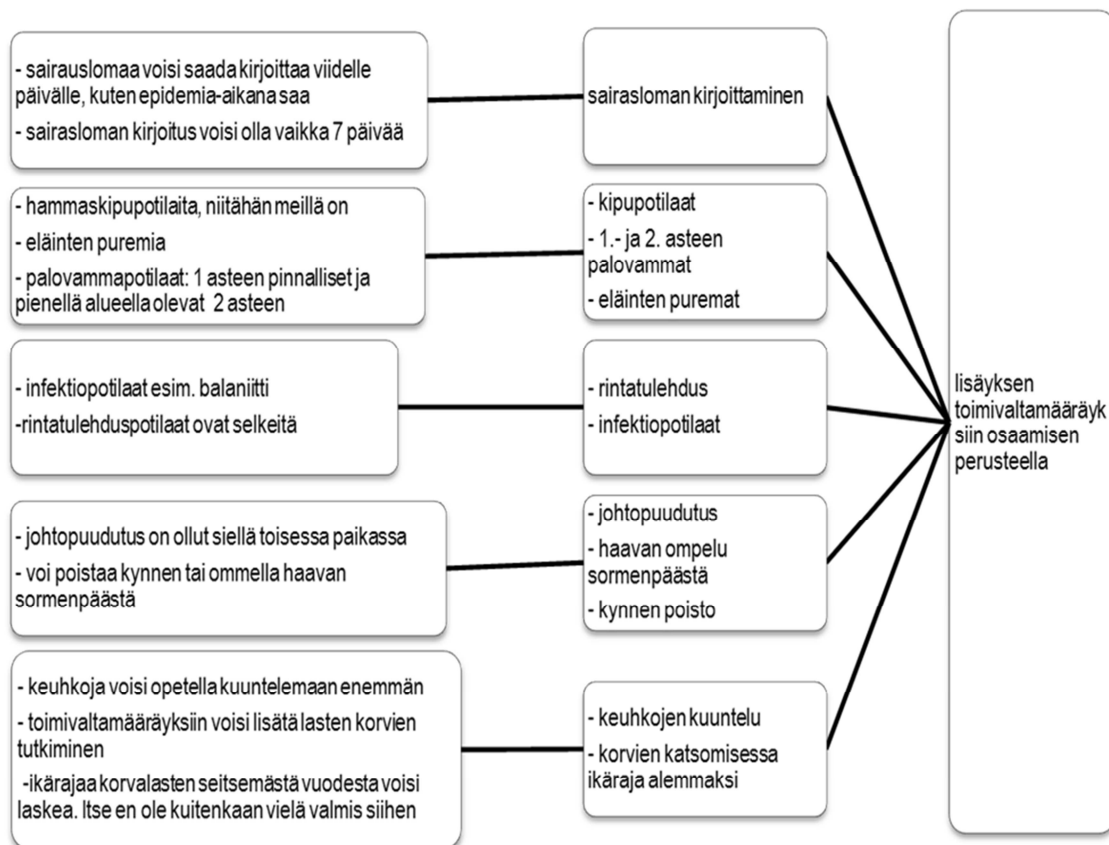 - sairauslomaa voisi saada kirjoittaa viidelle
päivälle, kuten epidemia-aikana saa
- sairasloman kirjoitus voisi olla vaikka 7 päivää
sairasloman kirjoittaminen
- hammaskipupotilaita, niitähän meillä on
- eläinten puremia
- palovammapotilaat: 1 asteen pinnalliset ja
pienellä alueella olevat 2 asteen
- kipupotilaat
- 1.- ja 2. asteen
palovammat
- eläinten puremat
- infektiopotilaat esim. balaniitti
-rintatulehduspotilaat ovat selkeitä
- rintatulehdus
- infektiopotilaat
- johtopuudutus on ollut siellä toisessa paikassa
- voi poistaa kynnen tai ommella haavan
sormenpäästä
- johtopuudutus
- haavan ompelu
sormenpäästä
- kynnen poisto
- keuhkoja voisi opetella kuuntelemaan enemmän
- toimivaltamääräyksiin voisi lisätä lasten korvien
tutkiminen
-ikärajaa korvalasten seitsemästä vuodesta voisi
laskea. Itse en ole kuitenkaan vielä valmis siihen
- keuhkojen kuuntelu
- korvien katsomisessa
ikäraja alemmaksi
lisäyksen
toimivaltamääräyk
siin osaamisen
perusteella